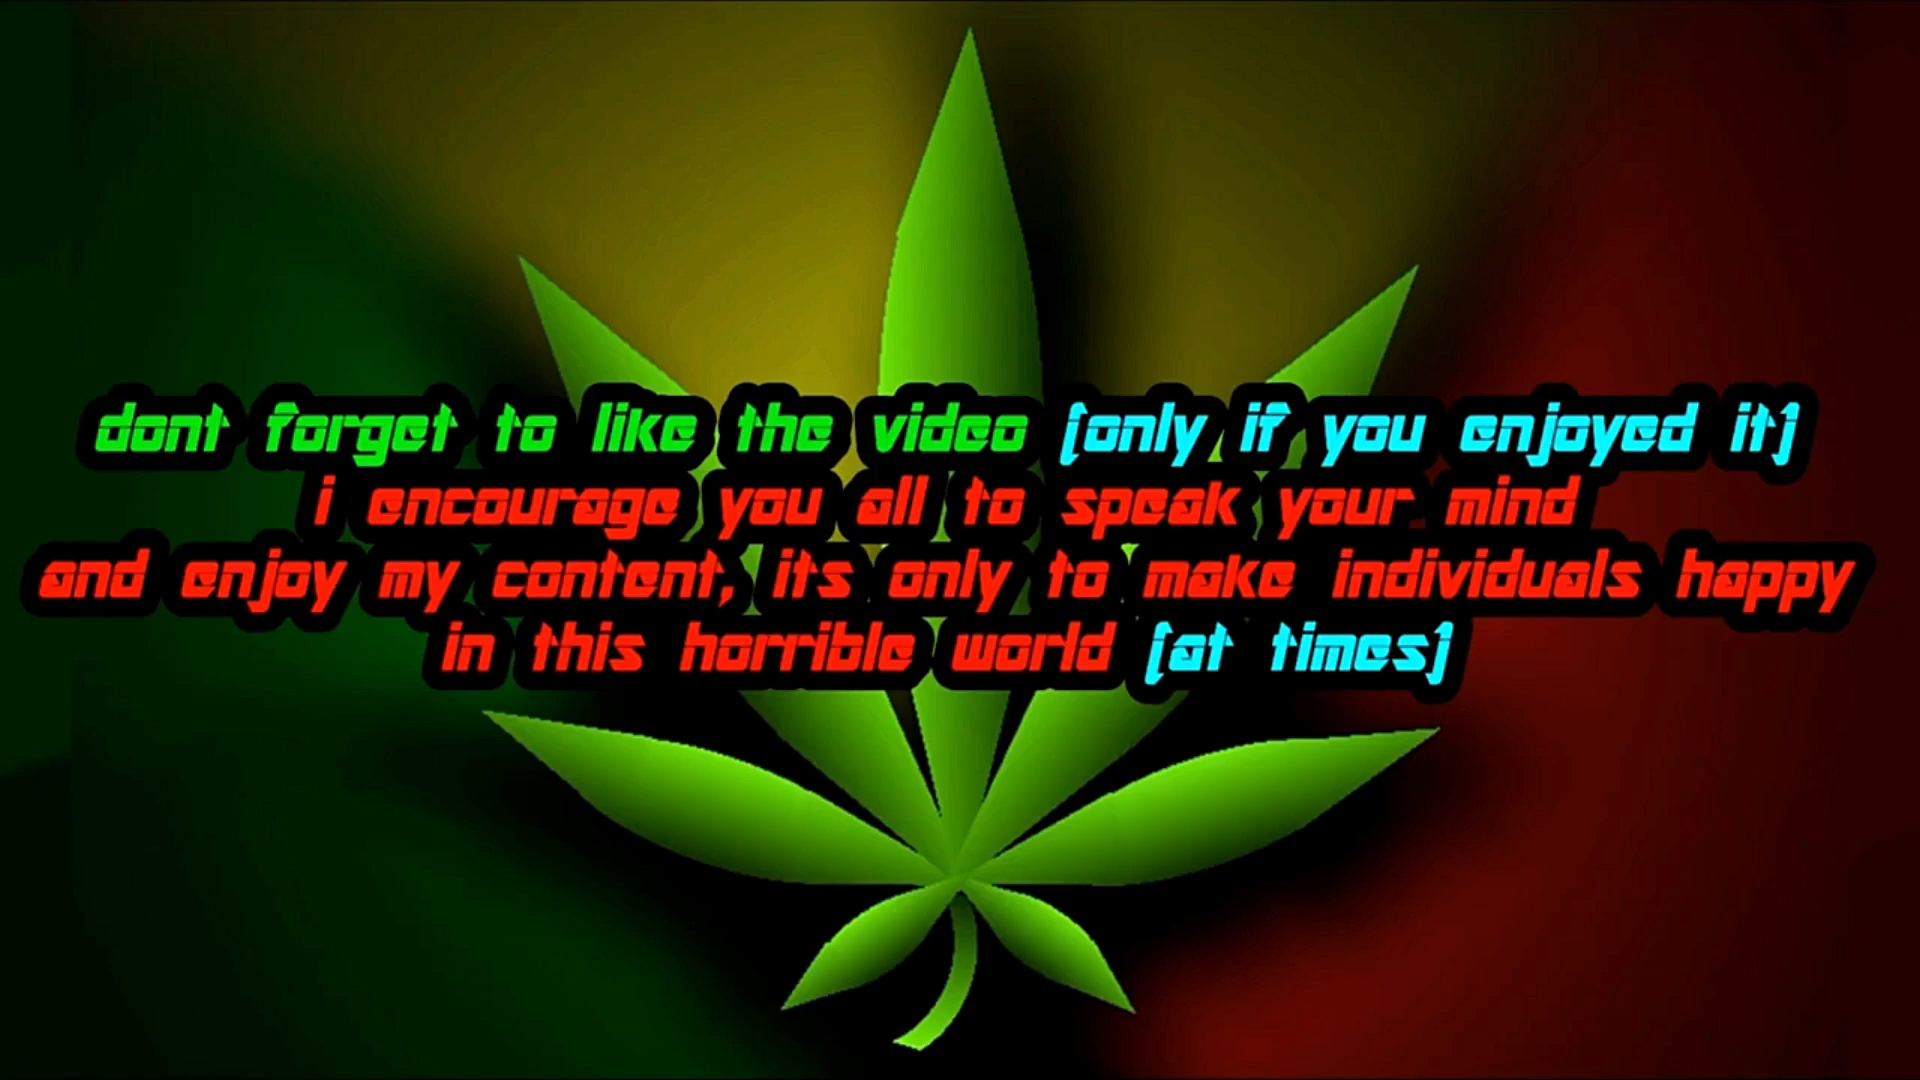 dont forget to like the video (only if you enjoyed it)
i encourage you all to speak your mind
and enjoy my content, its only to make individuals happy
in this horrible world (at times)